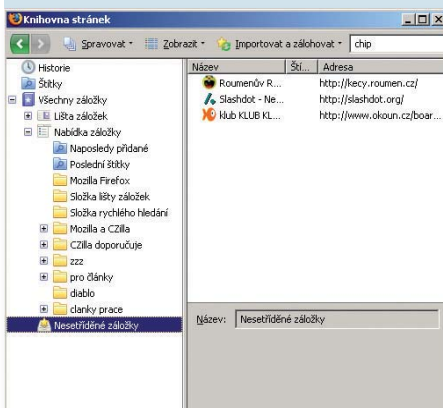 Knihovna stránek
Spravovat Zobrazit Importovat a zálohovat chip
Historie
Štítky
Všechny záložky
Lišta záložek
Nabídka záložky
Naposledy přidané
Poslední štítky
Mozilla Firefox
Složka lišty záložek
Složka rychlého hledání
Mozilla a CZilla
CZilla doporučuje
zzz
pro články
diablo
clanky prace
Nesetříděné záložky
Název Ští... Adresa
Roumenův R... http://kecy.roumen.cz/
Slashdot - Ne... http://slashdot.org/
klub KLUB KL... http://www.okoun.cz/boar...
Název: Nesetříděné záložky